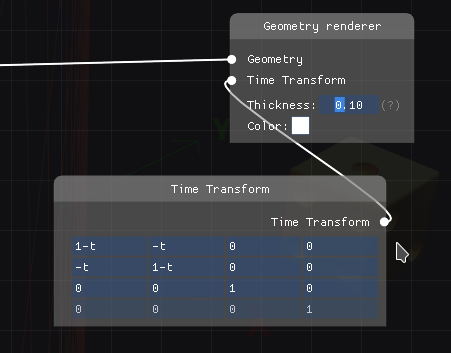 Geometry renderer
Geometry
Time Transform
Thickness: 0.10 (?)
Color:
Time Transform
Time Transform
1-t -t 0 0
-t 1-t 0 0
0 0 1 0
0 0 0 1